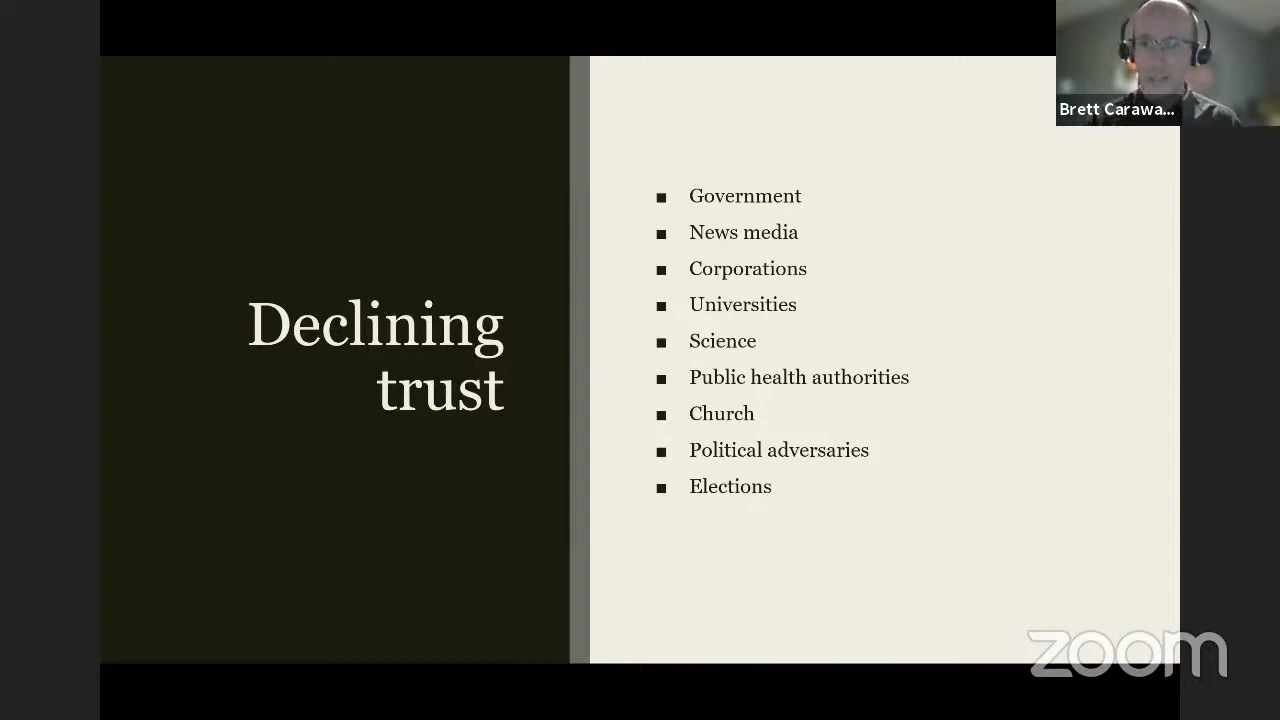 Brett Carawa...
Declining
trust
■ Government
■ News media
■ Corporations
■ Universities
■ Science
■ Public health authorities
■ Church
■ Political adversaries
■ Elections
zoom